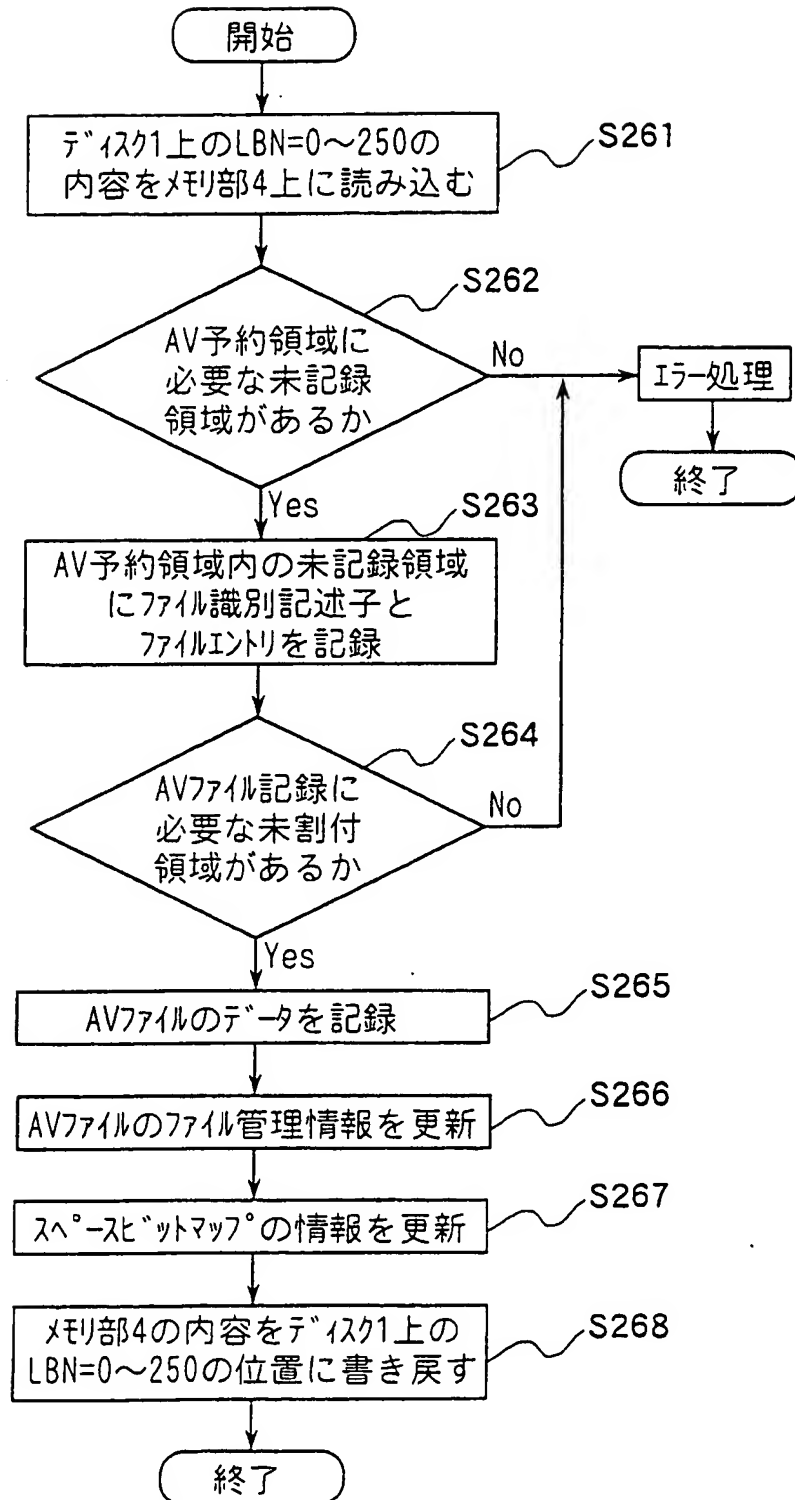 開始
ディスク1上のLBN=0～250の
内容をメモリ部4上に読み込む
S261
S262
AV予約領域に
必要な未記録
領域があるか
No
エラー処理
終了
Yes
S263
AV予約領域内の未記録領域
にファイル識別記述子と
ファイルエントリを記録
S264
AVファイル記録に
必要な未割付
領域があるか
No
Yes
S265
AVファイルのデータを記録
S266
AVファイルのファイル管理情報を更新
S267
スペースビットマップの情報を更新
S268
メモリ部4の内容をディスク1上の
LBN=0～250の位置に書き戻す
終了